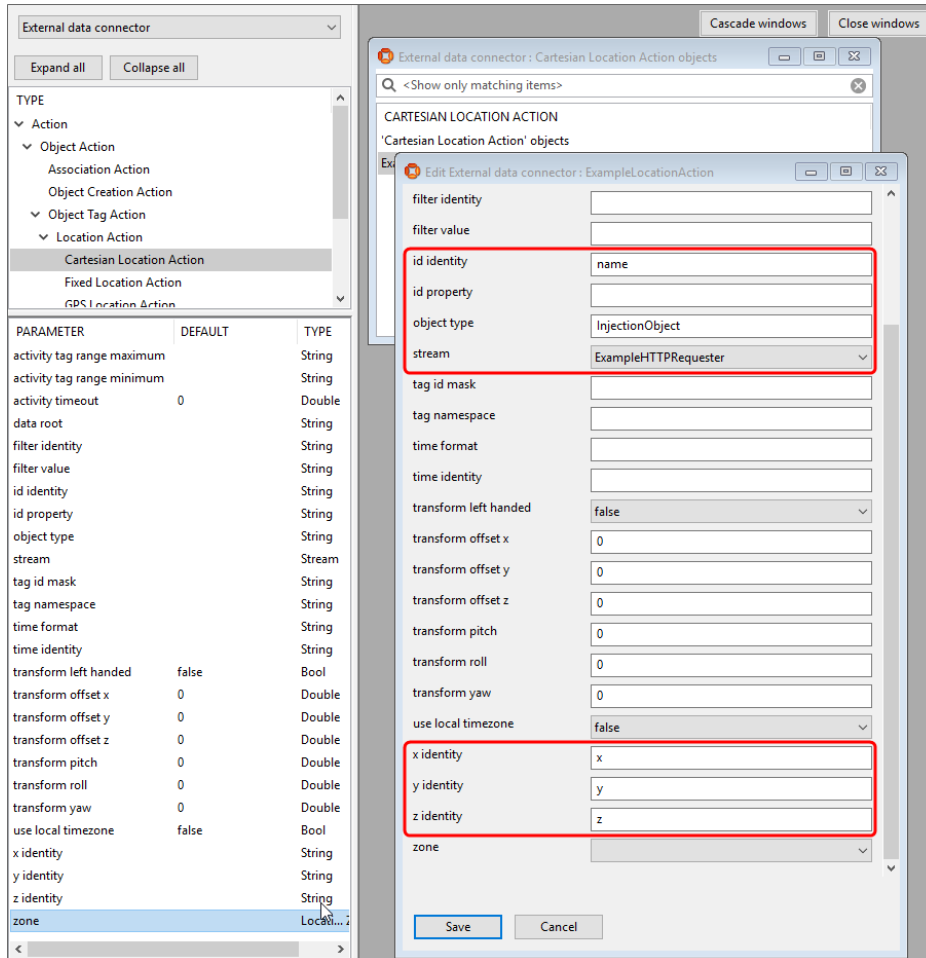 External data connector
Expand all
Collapse all
TYPE
Action
Object Action
Association Action
Object Creation Action
Object Tag Action
Location Action
Cartesian Location Action
Fixed Location Action
GPS Location Action
PARAMETER DEFAULT TYPE
activity tag range maximum String
activity tag range minimum String
activity timeout 0 Double
data root String
filter identity String
filter value String
id identity String
id property String
object type String
stream Stream
tag id mask String
tag namespace String
time format String
time identity String
transform left handed false Bool
transform offset x 0 Double
transform offset y 0 Double
transform offset z 0 Double
transform pitch 0 Double
transform roll 0 Double
transform yaw 0 Double
use local timezone false Bool
x identity String
y identity String
z identity String
zone
Cascade windows
Close windows
External data connector : Cartesian Location Action objects
<Show only matching items>
CARTESIAN LOCATION ACTION
'Cartesian Location Action' objects
Edit External data connector : ExampleLocationAction
filter identity
filter value
id identity name
id property
object type InjectionObject
stream ExampleHTTPRequester
tag id mask
tag namespace
time format
time identity
transform left handed false
transform offset x 0
transform offset y 0
transform offset z 0
transform pitch 0
transform roll 0
transform yaw 0
use local timezone false
x identity x
y identity y
z identity z
zone
Save
Cancel